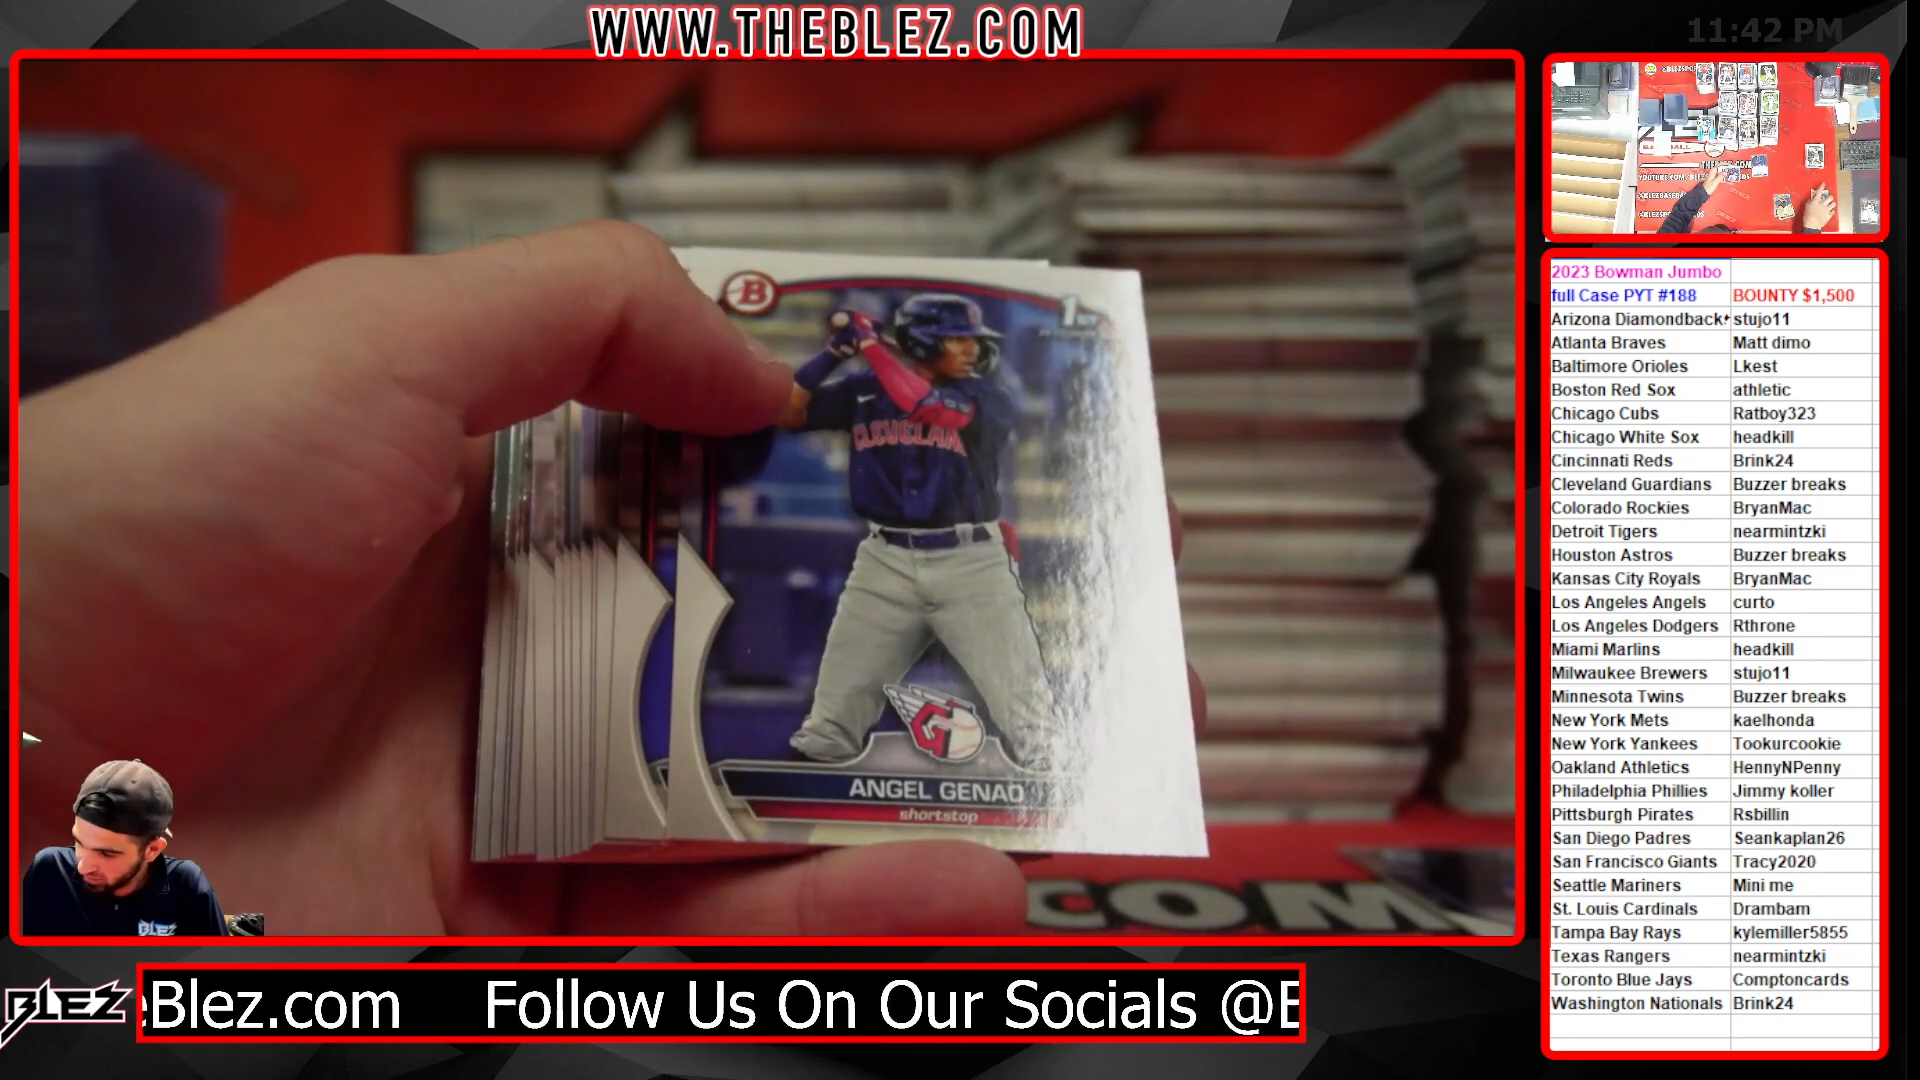 WWW.THEBLEZ.COM
11:42 PM
B
1ST
CLEVELAN
ANGEL GENAO
shortstop
COM
BLEZ
2023 Bowman Jumbo
full Case PYT #188 BOUNTY $1,500
Arizona Diamondback stujo11
Atlanta Braves Matt dimo
Baltimore Orioles Lkest
Boston Red Sox athletic
Chicago Cubs Ratboy323
Chicago White Sox headkill
Cincinnati Reds Brink24
Cleveland Guardians Buzzer breaks
Colorado Rockies BryanMac
Detroit Tigers nearmintzki
Houston Astros Buzzer breaks
Kansas City Royals BryanMac
Los Angeles Angels curto
Los Angeles Dodgers Rthrone
Miami Marlins headkill
Milwaukee Brewers stujo11
Minnesota Twins Buzzer breaks
New York Mets kaelhonda
New York Yankees Tookurcookie
Oakland Athletics HennyNPenny
Philadelphia Phillies Jimmy koller
Pittsburgh Pirates Rsbillin
San Diego Padres Seankaplan26
San Francisco Giants Tracy2020
Seattle Mariners Mini me
St. Louis Cardinals Drambam
Tampa Bay Rays kylemiller5855
Texas Rangers nearmintzki
Toronto Blue Jays Comptoncards
Washington Nationals Brink24
BLEZ
eBlez.com Follow Us On Our Socials @B